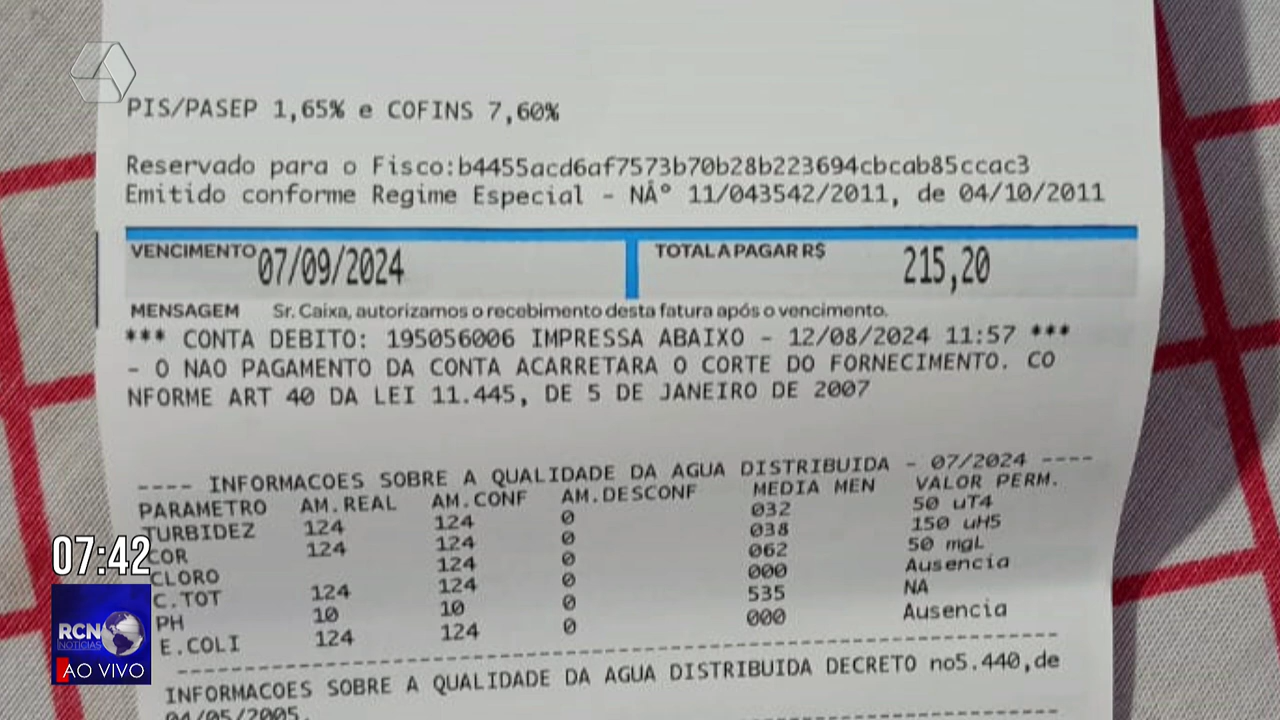 PIS/PASEP 1,65% e COFINS 7,60%
Reservado para o Fisco:b4455acd6af7573b70b28b223694cbcab85ccac3
Emitido conforme Regime Especial - NÂº 11/043542/2011, de 04/10/2011
VENCIMENTO 07/09/2024 TOTAL A PAGAR R$ 215,20
MENSAGEM Sr. Caixa, autorizamos o recebimento desta fatura após o vencimento.
*** CONTA DEBITO: 195056006 IMPRESSA ABAIXO - 12/08/2024 11:57 ***
- O NAO PAGAMENTO DA CONTA ACARRETARA O CORTE DO FORNECIMENTO. CO
NFORME ART 40 DA LEI 11.445, DE 5 DE JANEIRO DE 2007
---- INFORMACOES SOBRE A QUALIDADE DA AGUA DISTRIBUIDA - 07/2024 ----
PARAMETRO AM.REAL AM.CONF AM.DESCONF MEDIA MEN VALOR PERM.
TURBIDEZ 124 124 0 032 50 uT4
COR 124 124 0 038 150 uH5
CLORO 124 0 062 50 mgL
C.TOT 124 124 0 000 Ausencia
PH 10 10 0 535 NA
E.COLI 124 124 0 000 Ausencia
INFORMACOES SOBRE A QUALIDADE DA AGUA DISTRIBUIDA DECRETO no5.440,de
04/05/2005.
07:42
RCN
NOTÍCIAS
AO VIVO